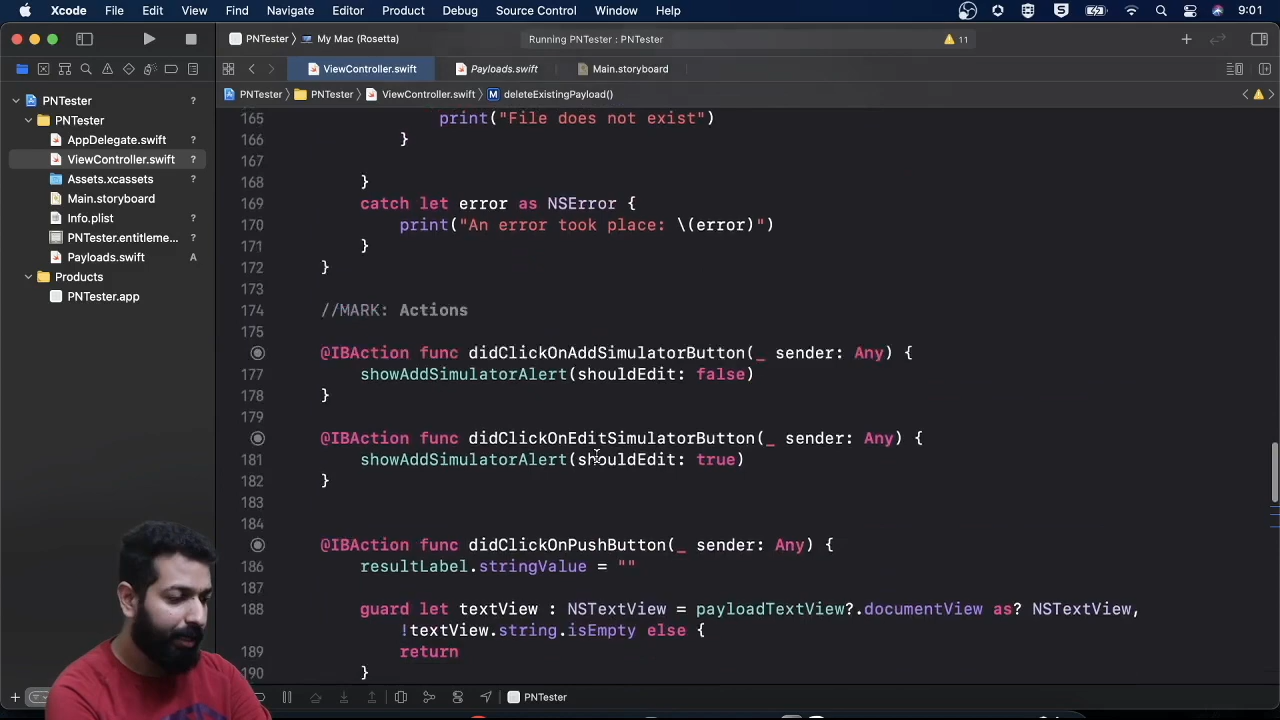 Xcode File Edit View Find Navigate Editor Product Debug Source Control Window Help 9:01
PNTester My Mac (Rosetta) Running PNTester : PNTester 11
ViewController.swift Payloads.swift Main.storyboard
PNTester PNTester ViewController.swift M deleteExistingPayload()
PNTester ?
PNTester
AppDelegate.swift ?
ViewController.swift ?
Assets.xcassets ?
Main.storyboard ?
Info.plist ?
PNTester.entitleme... ?
Payloads.swift A
Products
PNTester.app
165 print("File does not exist")
166 }
167
168 }
169 catch let error as NSError {
170 print("An error took place: \(error)")
171 }
172 }
173
174 //MARK: Actions
175
@IBAction func didClickOnAddSimulatorButton(_ sender: Any) {
177 showAddSimulatorAlert(shouldEdit: false)
178 }
179
@IBAction func didClickOnEditSimulatorButton(_ sender: Any) {
181 showAddSimulatorAlert(shouldEdit: true)
182 }
183
184
@IBAction func didClickOnPushButton(_ sender: Any) {
186 resultLabel.stringValue = ""
187
188 guard let textView : NSTextView = payloadTextView?.documentView as? NSTextView,
!textView.string.isEmpty else {
189 return
190 }
PNTester